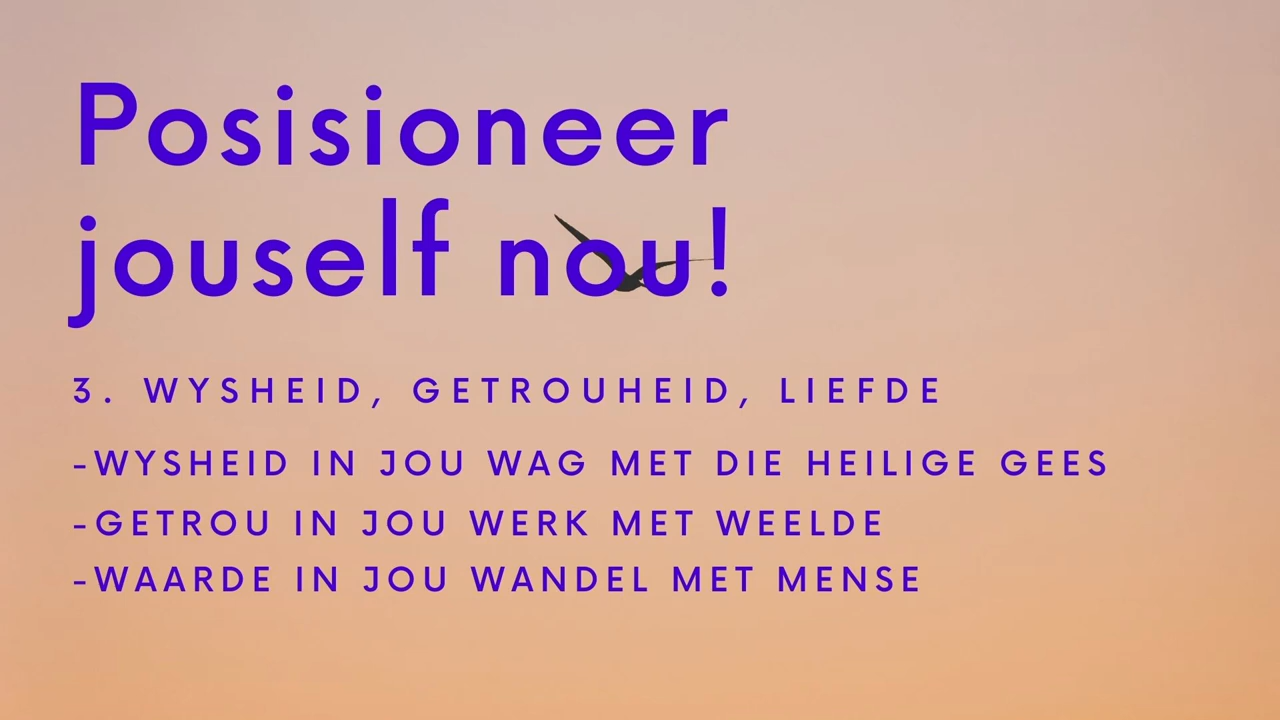 Posisioneer
jouself nou!
3. WYSHEID, GETROUHEID, LIEFDE
-WYSHEID IN JOU WAG MET DIE HEILIGE GEES
-GETROU IN JOU WERK MET WEELDE
-WAARDE IN JOU WANDEL MET MENSE